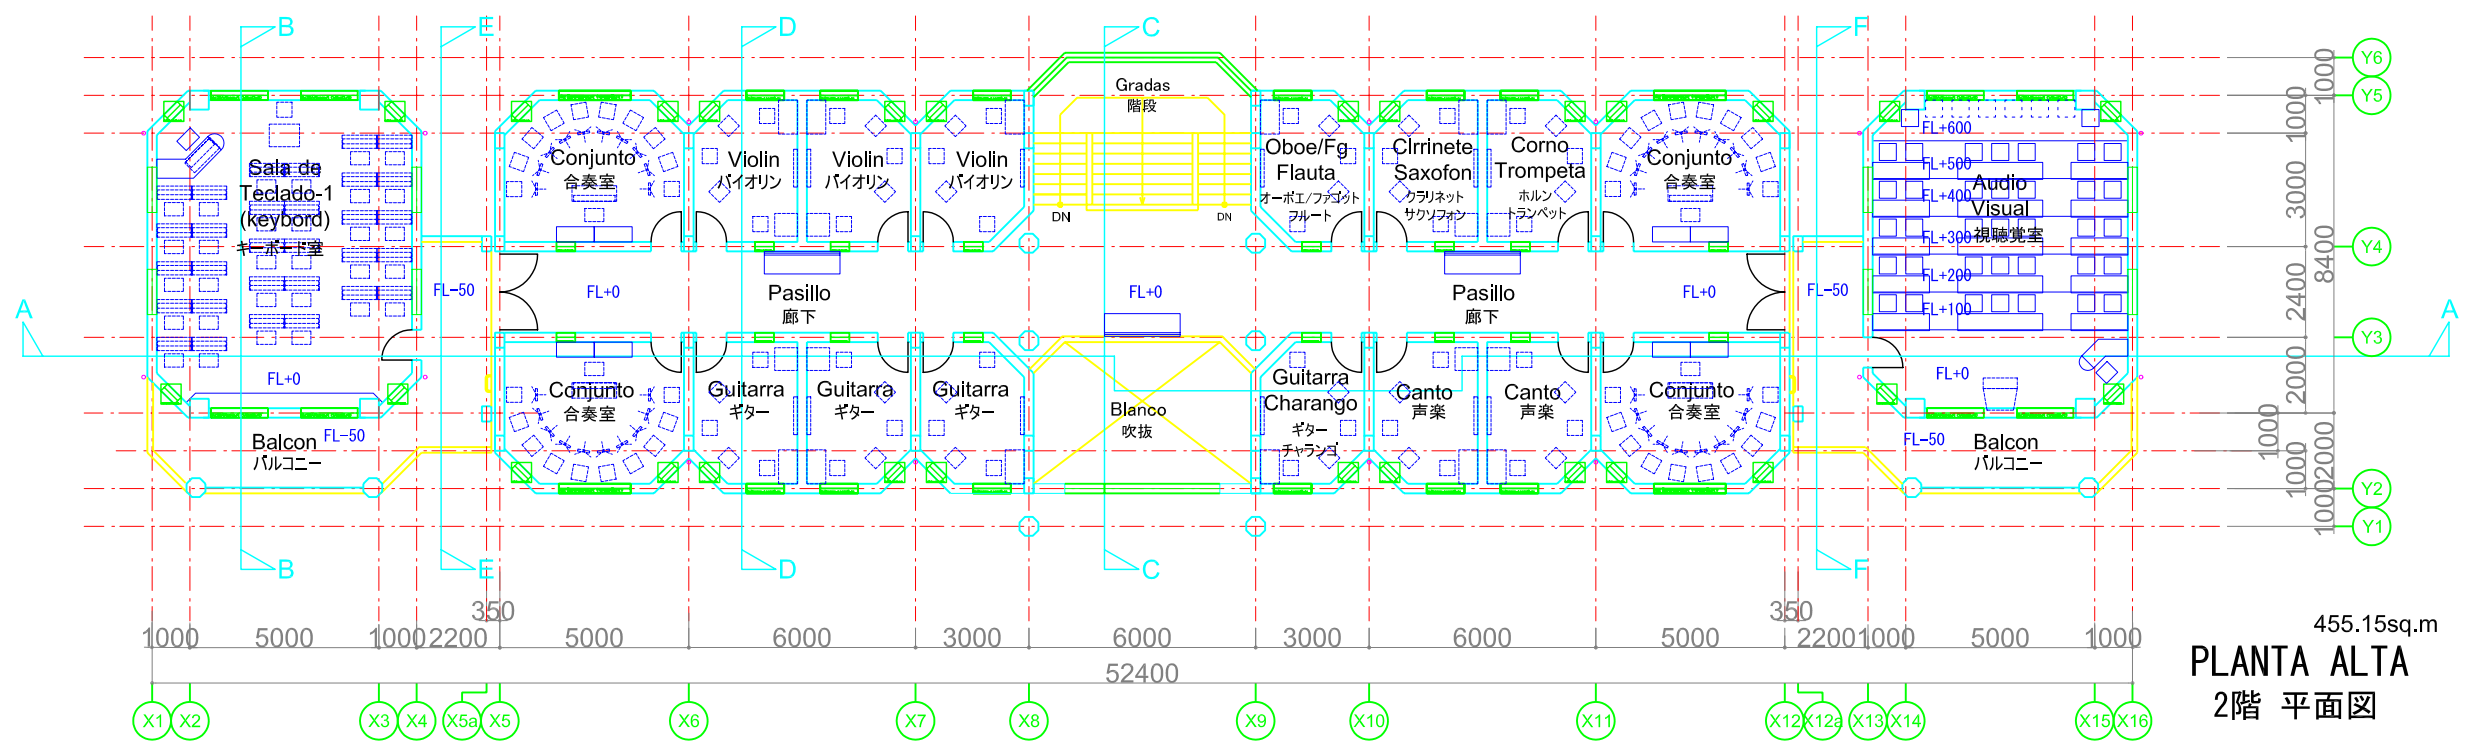 B
E
D
C
F
Y6
Y5
Y4
Y3
Y2
Y1
1000
1000
3000
8400
2400
2000
1000
2000
1000
1000
Gradas
階段
DN
DN
Sala de
Teclado-1
(keybord)
キーボード室
FL+0
FL-50
Balcon
バルコニー
FL-50
Conjunto
合奏室
Violin
バイオリン
Violin
バイオリン
Violin
バイオリン
Oboe/Fg
Flauta
オーボエ/ファゴット
フルート
Clrrinete
Saxofon
クラリネット
サクソフォン
Corno
Trompeta
ホルン
トランペット
Conjunto
合奏室
FL+600
FL+500
FL+400
FL+300
FL+200
FL+100
Audio
Visual
視聴覚室
FL+0
FL+0
Pasillo
廊下
FL+0
Pasillo
廊下
FL+0
FL-50
A
A
Conjunto
合奏室
Guitarra
ギター
Guitarra
ギター
Guitarra
ギター
Blanco
吹抜
Guitarra
Charango
ギター
チャランゴ
Canto
声楽
Canto
声楽
Conjunto
合奏室
FL-50
Balcon
バルコニー
B
E
D
C
F
350
350
1000
5000
1000
2200
5000
6000
3000
6000
3000
6000
5000
2200
1000
5000
1000
52400
X1
X2
X3
X4
X5a
X5
X6
X7
X8
X9
X10
X11
X12
X12a
X13
X14
X15
X16
455.15sq.m
PLANTA ALTA
2階 平面図